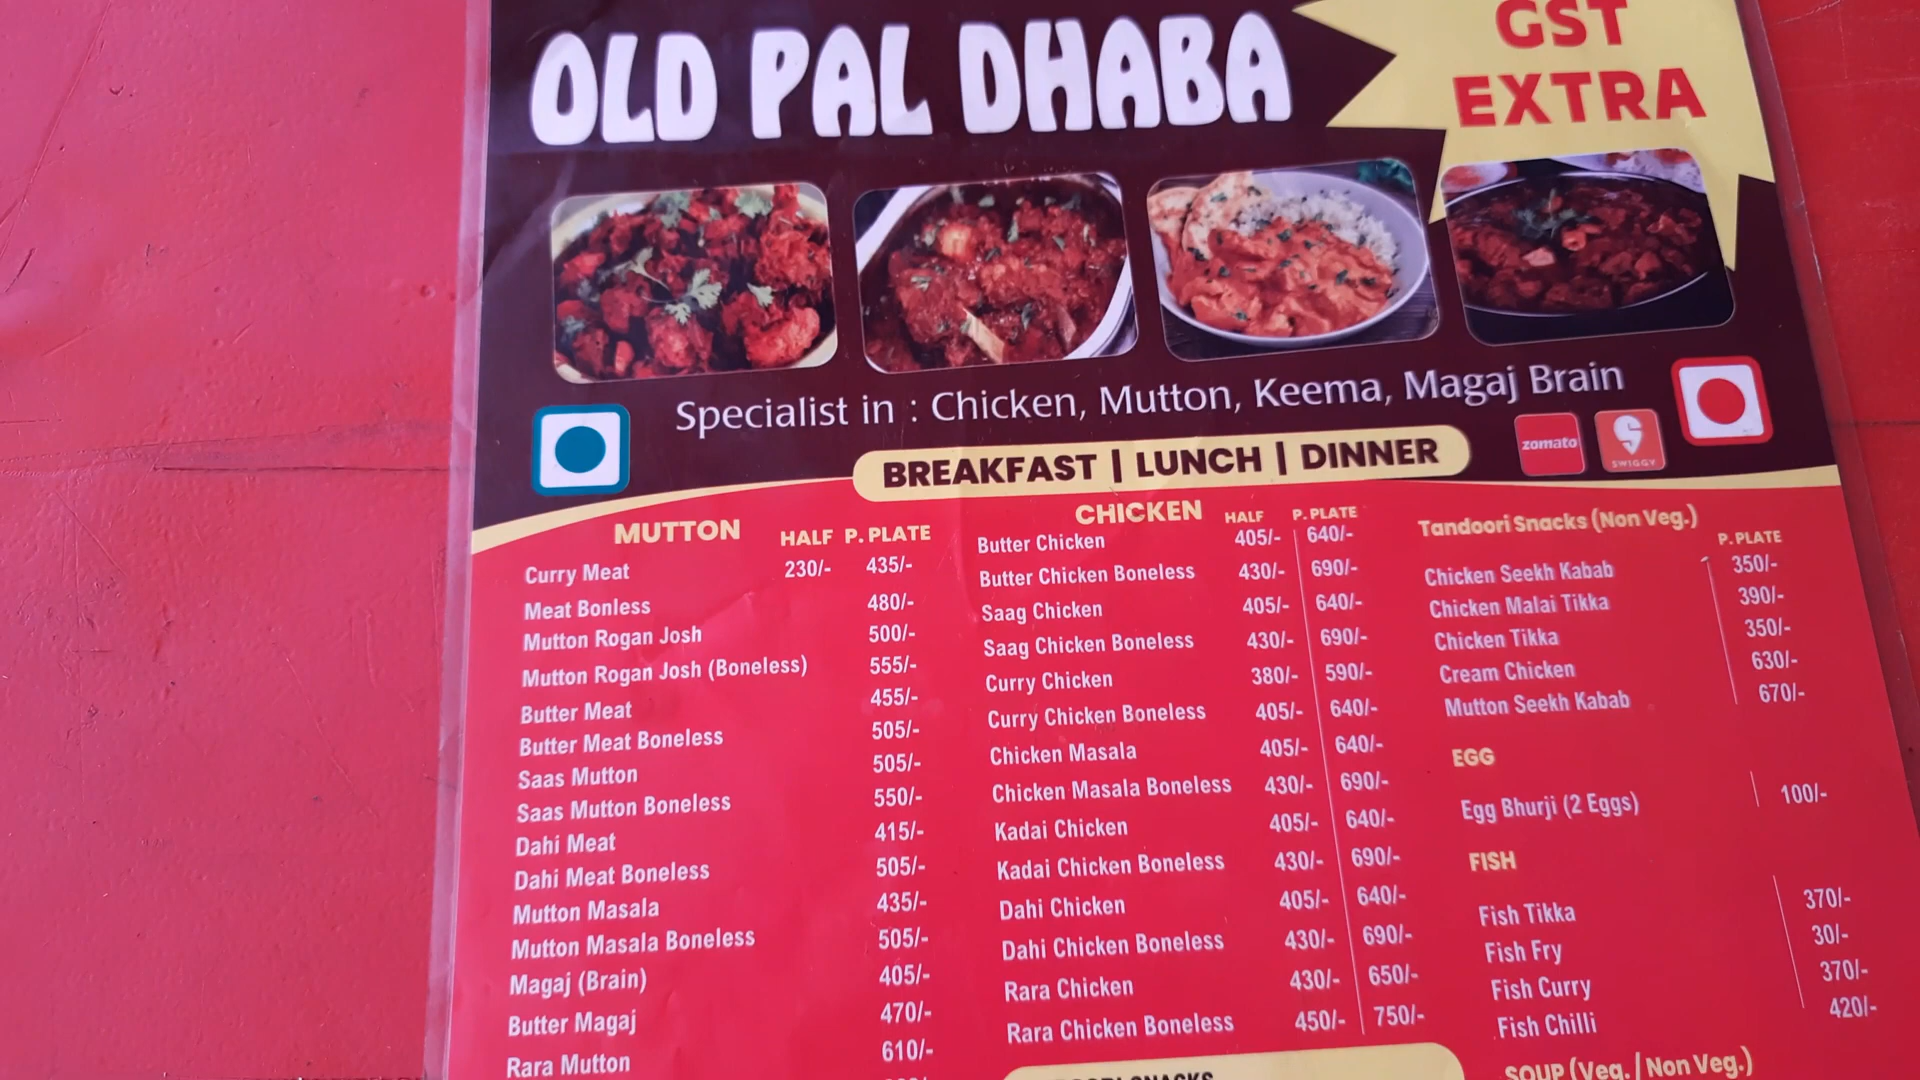 OLD PAL DHABA
GST
EXTRA
Specialist in : Chicken, Mutton, Keema, Magaj Brain
zomato
SWIGGY
BREAKFAST | LUNCH | DINNER
MUTTON HALF P. PLATE
Curry Meat 230/- 435/-
Meat Bonless 480/-
Mutton Rogan Josh 500/-
Mutton Rogan Josh (Boneless) 555/-
Butter Meat 455/-
Butter Meat Boneless 505/-
Saas Mutton 505/-
Saas Mutton Boneless 550/-
Dahi Meat 415/-
Dahi Meat Boneless 505/-
Mutton Masala 435/-
Mutton Masala Boneless 505/-
Magaj (Brain) 405/-
Butter Magaj 470/-
Rara Mutton 610/-
CHICKEN HALF P. PLATE
Butter Chicken 405/- 640/-
Butter Chicken Boneless 430/- 690/-
Saag Chicken 405/- 640/-
Saag Chicken Boneless 430/- 690/-
Curry Chicken 380/- 590/-
Curry Chicken Boneless 405/- 640/-
Chicken Masala 405/- 640/-
Chicken Masala Boneless 430/- 690/-
Kadai Chicken 405/- 640/-
Kadai Chicken Boneless 430/- 690/-
Dahi Chicken 405/- 640/-
Dahi Chicken Boneless 430/- 690/-
Rara Chicken 430/- 650/-
Rara Chicken Boneless 450/- 750/-
Tandoori Snacks (Non Veg.)
P. PLATE
Chicken Seekh Kabab 350/-
Chicken Malai Tikka 390/-
Chicken Tikka 350/-
Cream Chicken 630/-
Mutton Seekh Kabab 670/-
EGG
Egg Bhurji (2 Eggs) 100/-
FISH
Fish Tikka 370/-
Fish Fry 30/-
Fish Curry 370/-
Fish Chilli 420/-
SOUP (Veg. / Non Veg.)